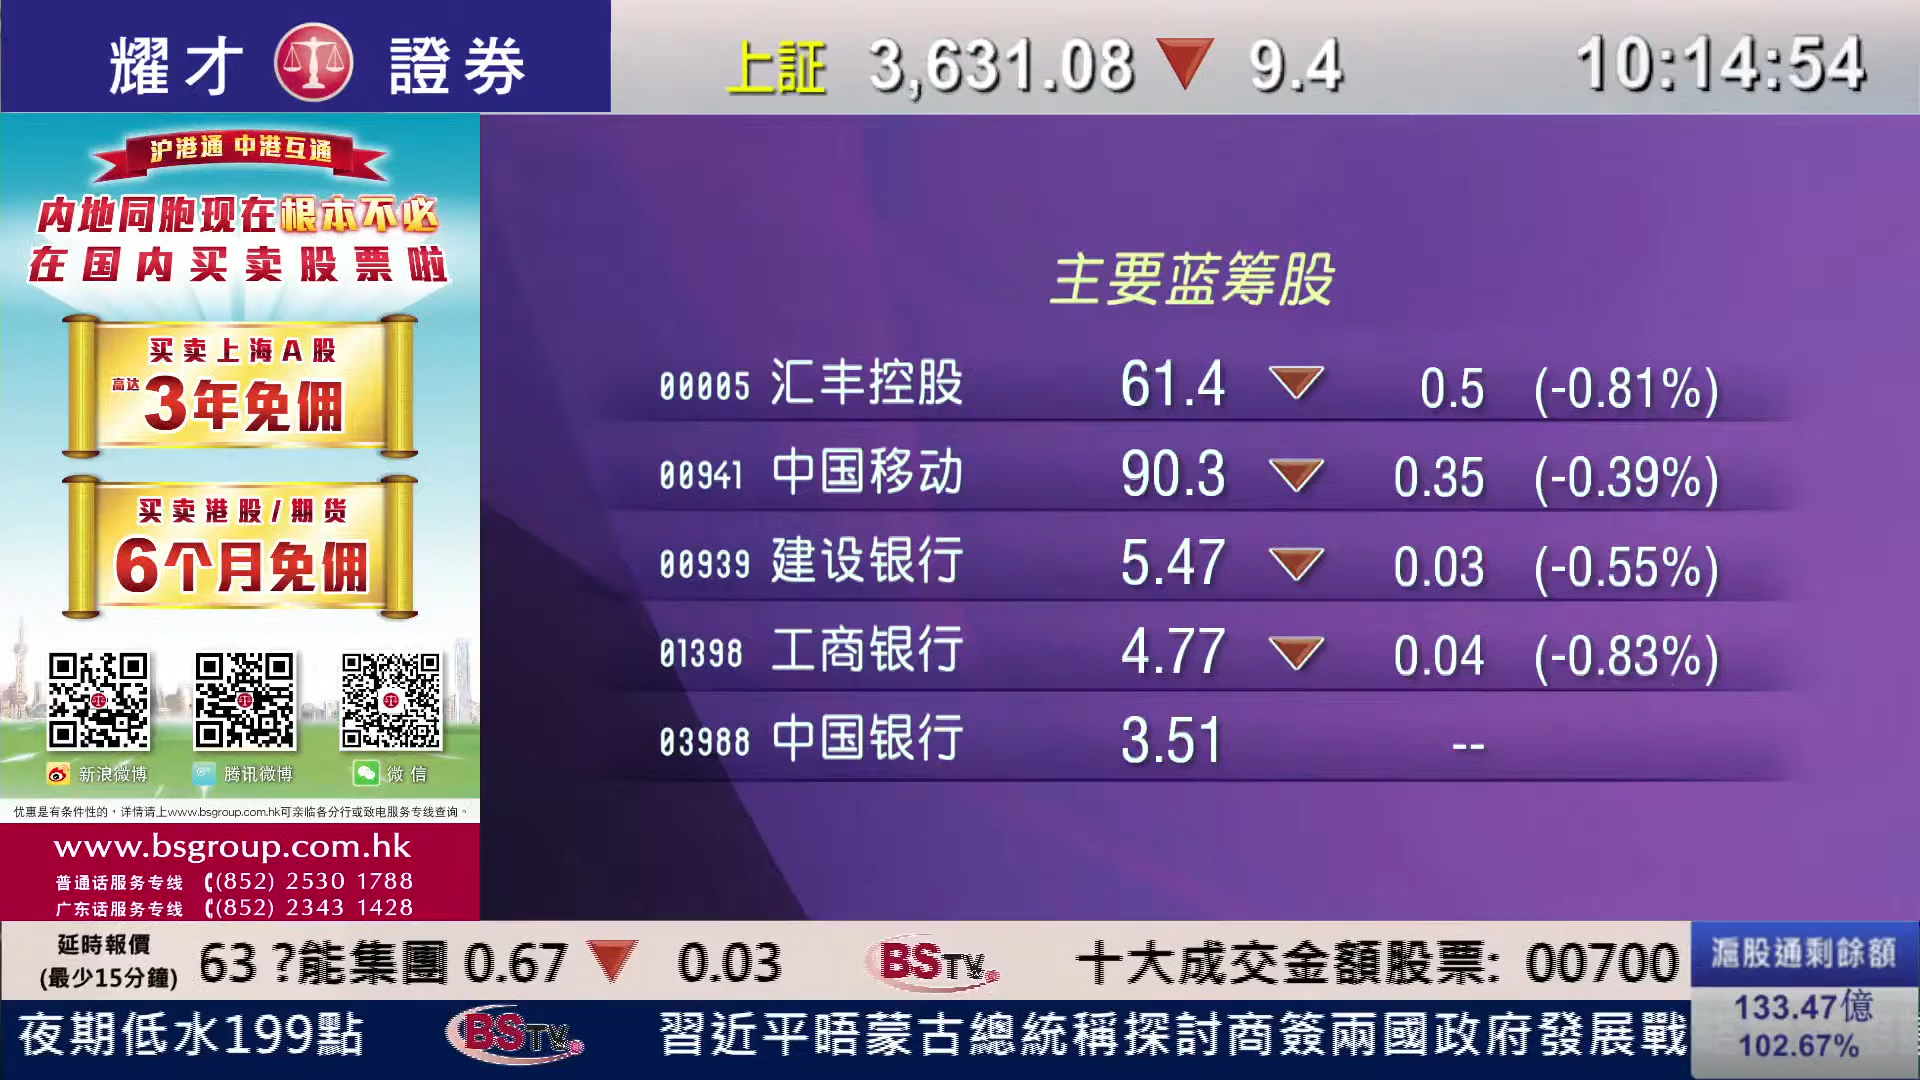 耀才 證券
上証 3,631.08 ▼ 9.4
10:14:54
沪港通 中港互通
内地同胞现在根本不必
在国内买卖股票啦
买卖上海A股
高达3年免佣
买卖港股/期货
6个月免佣
新浪微博 腾讯微博 微信
优惠是有条件性的，详情请上www.bsgroup.com.hk可亲临各分行或致电服务专线查询。
www.bsgroup.com.hk
普通话服务专线 (852) 2530 1788
广东话服务专线 (852) 2343 1428
主要蓝筹股
00005 汇丰控股 61.4 ▼ 0.5 (-0.81%)
00941 中国移动 90.3 ▼ 0.35 (-0.39%)
00939 建设银行 5.47 ▼ 0.03 (-0.55%)
01398 工商银行 4.77 ▼ 0.04 (-0.83%)
03988 中国银行 3.51 --
延時報價
(最少15分鐘)
63 ?能集團 0.67 ▼ 0.03 BSTV 十大成交金額股票: 00700
夜期低水199點 BSTV 習近平晤蒙古總統稱探討商簽兩國政府發展戰
滬股通剩餘額
133.47億
102.67%